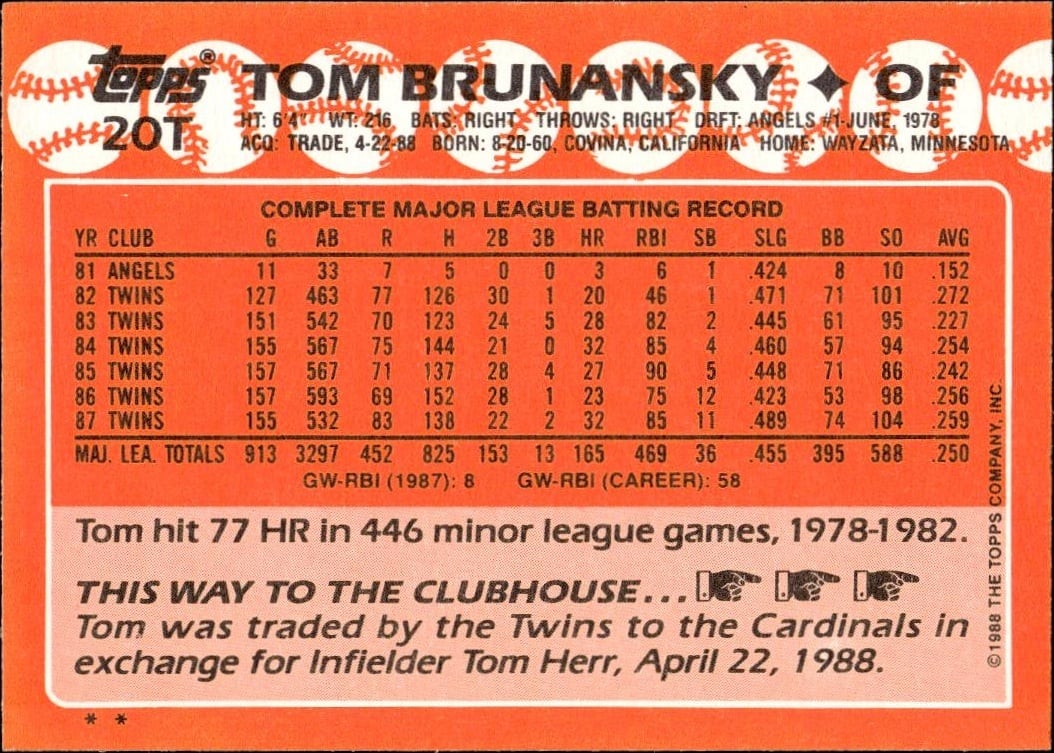 topps® TOM BRUNANSKY ✦ OF
20T
HT: 6'4" WT: 216 BATS: RIGHT THROWS: RIGHT DRFT: ANGELS #1-JUNE, 1978
ACQ: TRADE, 4-22-88 BORN: 8-20-60, COVINA, CALIFORNIA HOME: WAYZATA, MINNESOTA
COMPLETE MAJOR LEAGUE BATTING RECORD
YR CLUB G AB R H 2B 3B HR RBI SB SLG BB SO AVG
81 ANGELS 11 33 7 5 0 0 3 6 1 .424 8 10 .152
82 TWINS 127 463 77 126 30 1 20 46 1 .471 71 101 .272
83 TWINS 151 542 70 123 24 5 28 82 2 .445 61 95 .227
84 TWINS 155 567 75 144 21 0 32 85 4 .460 57 94 .254
85 TWINS 157 567 71 137 28 4 27 90 5 .448 71 86 .242
86 TWINS 157 593 69 152 28 1 23 75 12 .423 53 98 .256
87 TWINS 155 532 83 138 22 2 32 85 11 .489 74 104 .259
MAJ. LEA. TOTALS 913 3297 452 825 153 13 165 469 36 .455 395 588 .250
GW-RBI (1987): 8 GW-RBI (CAREER): 58
Tom hit 77 HR in 446 minor league games, 1978-1982.
THIS WAY TO THE CLUBHOUSE...
Tom was traded by the Twins to the Cardinals in
exchange for Infielder Tom Herr, April 22, 1988.
* *
©1988 THE TOPPS COMPANY, INC.